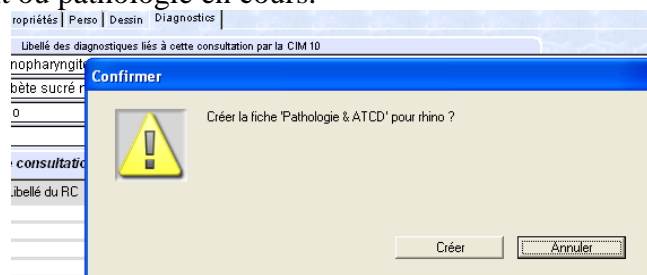 t ou pathologie en cours.
ropriétés Perso Dessin Diagnostics
Libellé des diagnostiques liés à cette consultation par la CIM 10
nopharyngite
Confirmer
bète sucré
Créer la fiche 'Pathologie & ATCD' pour rhino ?
o
consultatio
ibellé du RC
Créer Annuler